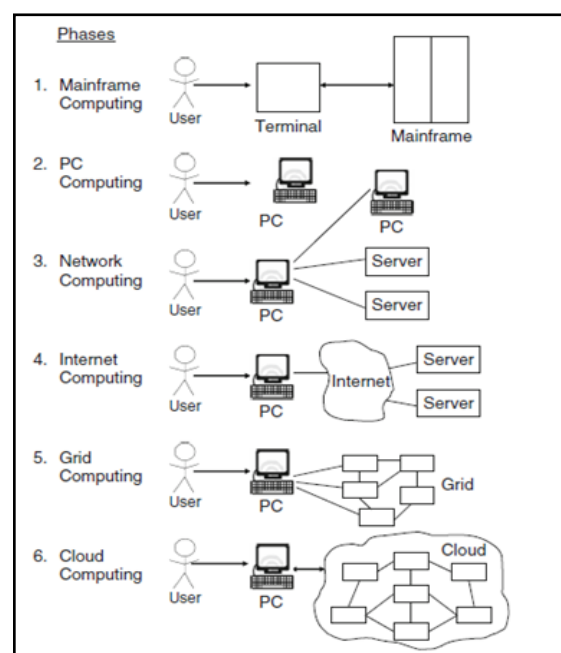 Phases
1. Mainframe
Computing
User
Terminal
Mainframe
2. PC
Computing
User
PC
PC
3. Network
Computing
User
PC
Server
Server
4. Internet
Computing
User
PC
Internet
Server
Server
5. Grid
Computing
User
PC
Grid
6. Cloud
Computing
User
PC
Cloud